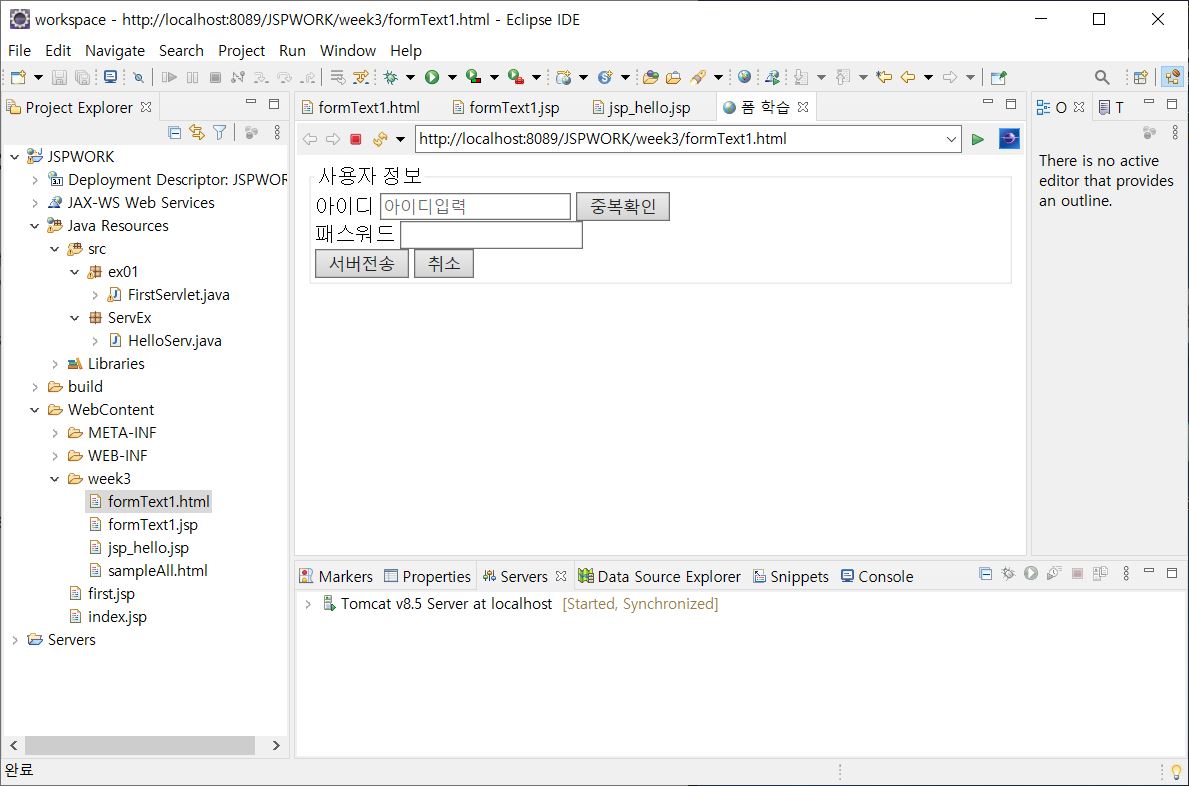 workspace - http://localhost:8089/JSPWORK/week3/formText1.html - Eclipse IDE
File Edit Navigate Search Project Run Window Help
Project Explorer
JSPWORK
Deployment Descriptor: JSPWOR
JAX-WS Web Services
Java Resources
src
ex01
FirstServlet.java
ServEx
HelloServ.java
Libraries
build
WebContent
META-INF
WEB-INF
week3
formText1.html
formText1.jsp
jsp_hello.jsp
sampleAll.html
first.jsp
index.jsp
Servers
formText1.html formText1.jsp jsp_hello.jsp 폼 학습
http://localhost:8089/JSPWORK/week3/formText1.html
사용자 정보
아이디 아이디입력 중복확인
패스워드
서버전송 취소
O T
There is no active
editor that provides
an outline.
Markers Properties Servers Data Source Explorer Snippets Console
Tomcat v8.5 Server at localhost [Started, Synchronized]
완료